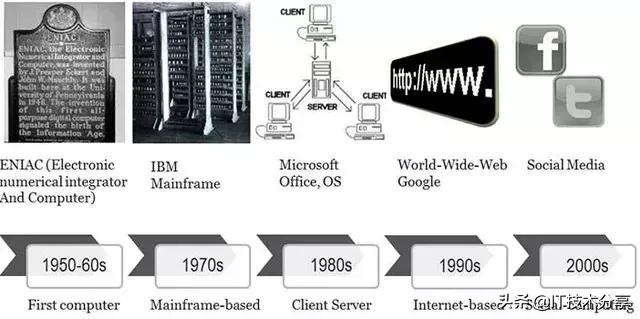 ENIAC
ENIAC, the Electronic
Numerical Integrator and
Computer, was invented
by J. Presper Eckert and
John W. Mauchly. It was
built here at the Univer-
sity of Pennsylvania
in 1946. The invention
of this first all-
purpose digital computer
signaled the birth of
the Information Age.
CLIENT
CLIENT
CLIENT
SERVER
http://www.
f
t
ENIAC (Electronic
numerical integrator
And Computer)
IBM
Mainframe
Microsoft
Office, OS
World-Wide-Web
Google
Social Media
1950-60s
1970s
1980s
1990s
2000s
First computer
Mainframe-based
Client Server
Internet-based
Social computing
头条@IT技术分享